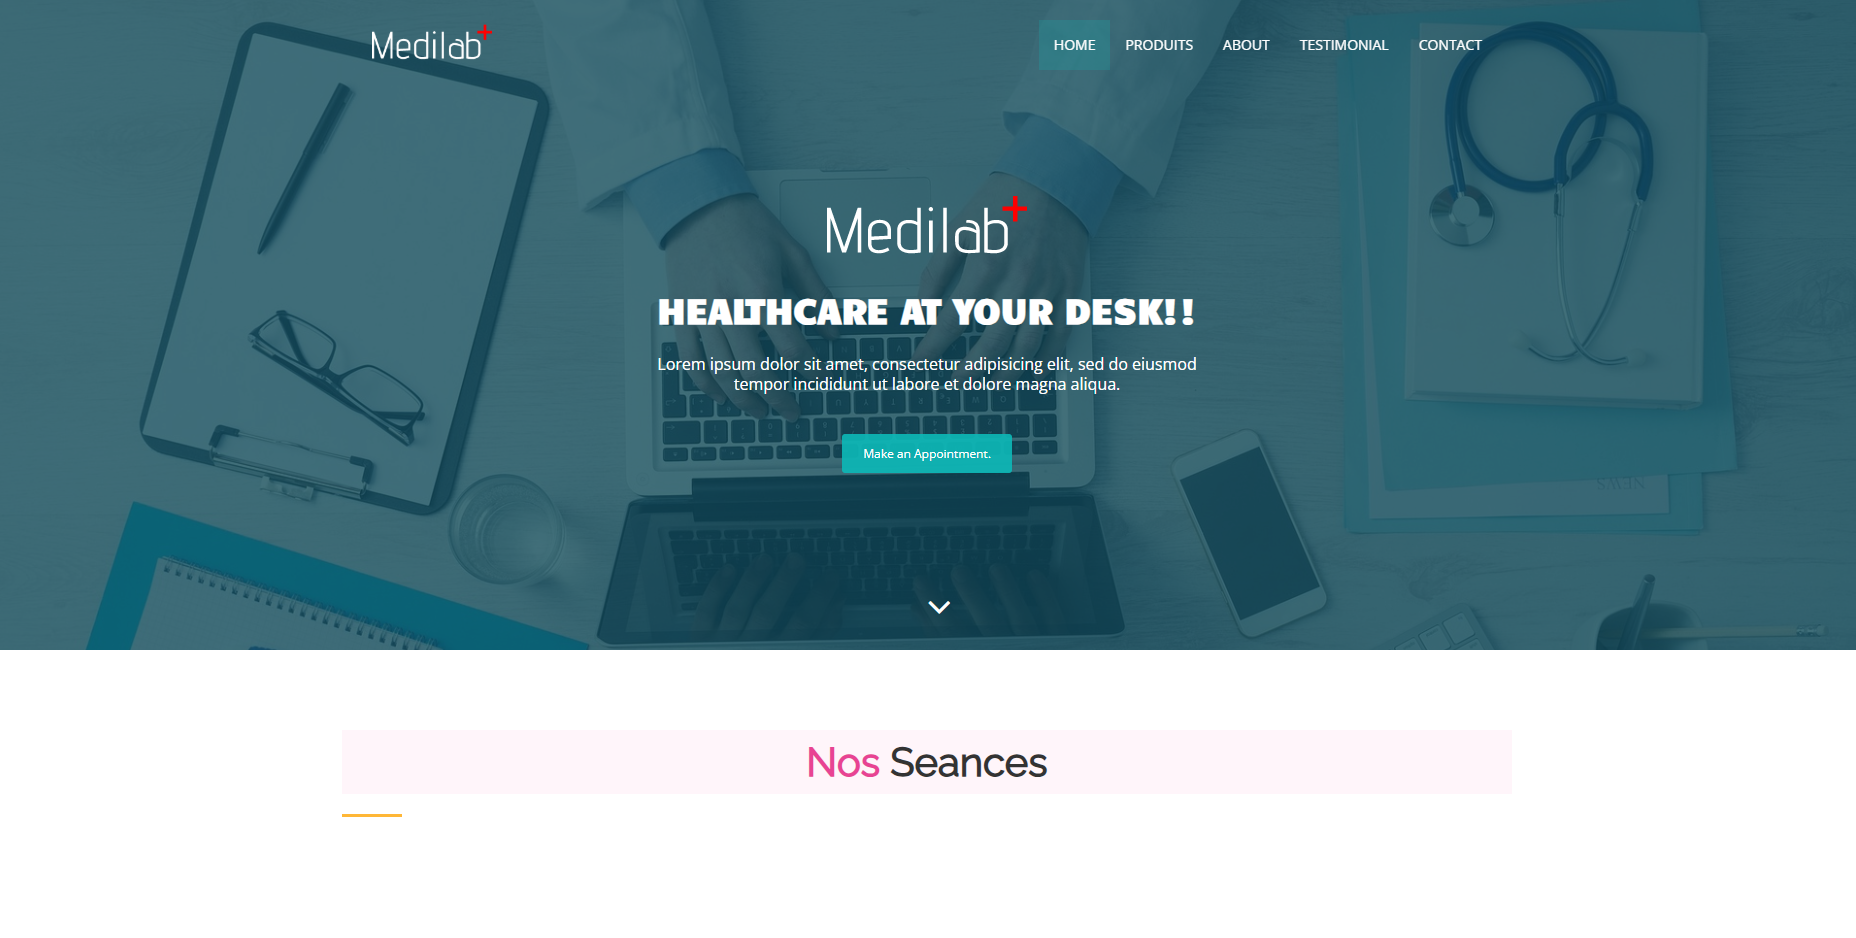 Medilab+
HOME PRODUITS ABOUT TESTIMONIAL CONTACT
Medilab+
HEALTHCARE AT YOUR DESK!!
Lorem ipsum dolor sit amet, consectetur adipisicing elit, sed do eiusmod
tempor incididunt ut labore et dolore magna aliqua.
Make an Appointment.
Nos Seances